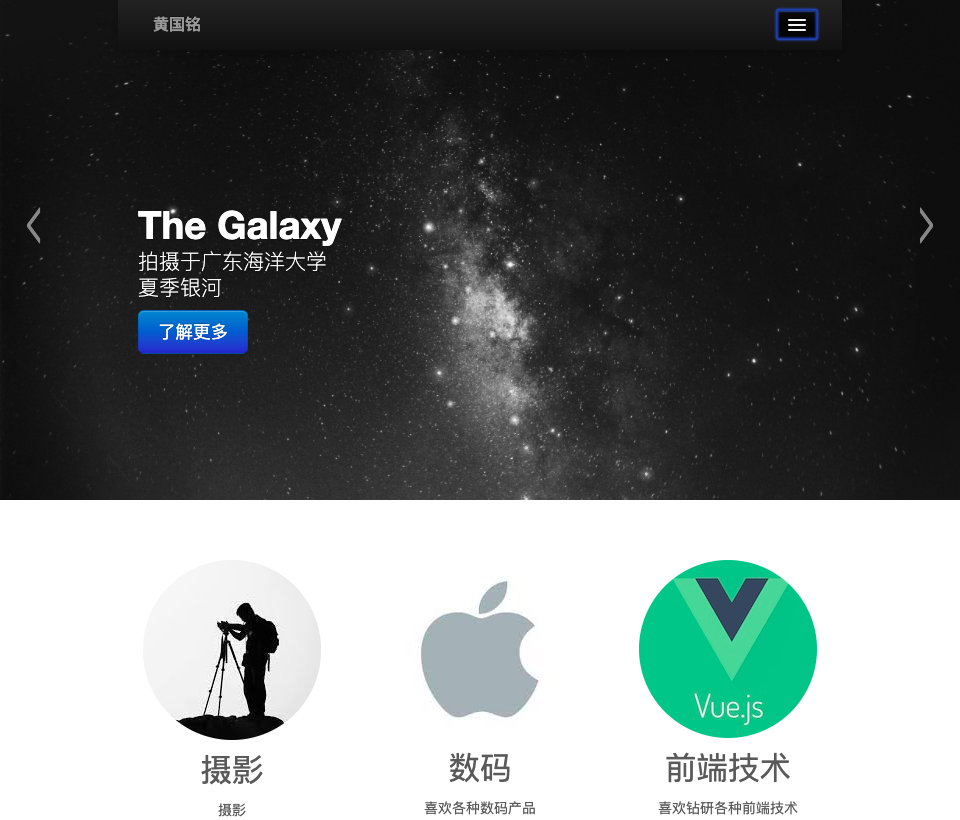 黄国铭
The Galaxy
拍摄于广东海洋大学
夏季银河
了解更多
Vue.js
摄影
数码
前端技术
摄影
喜欢各种数码产品
喜欢钻研各种前端技术